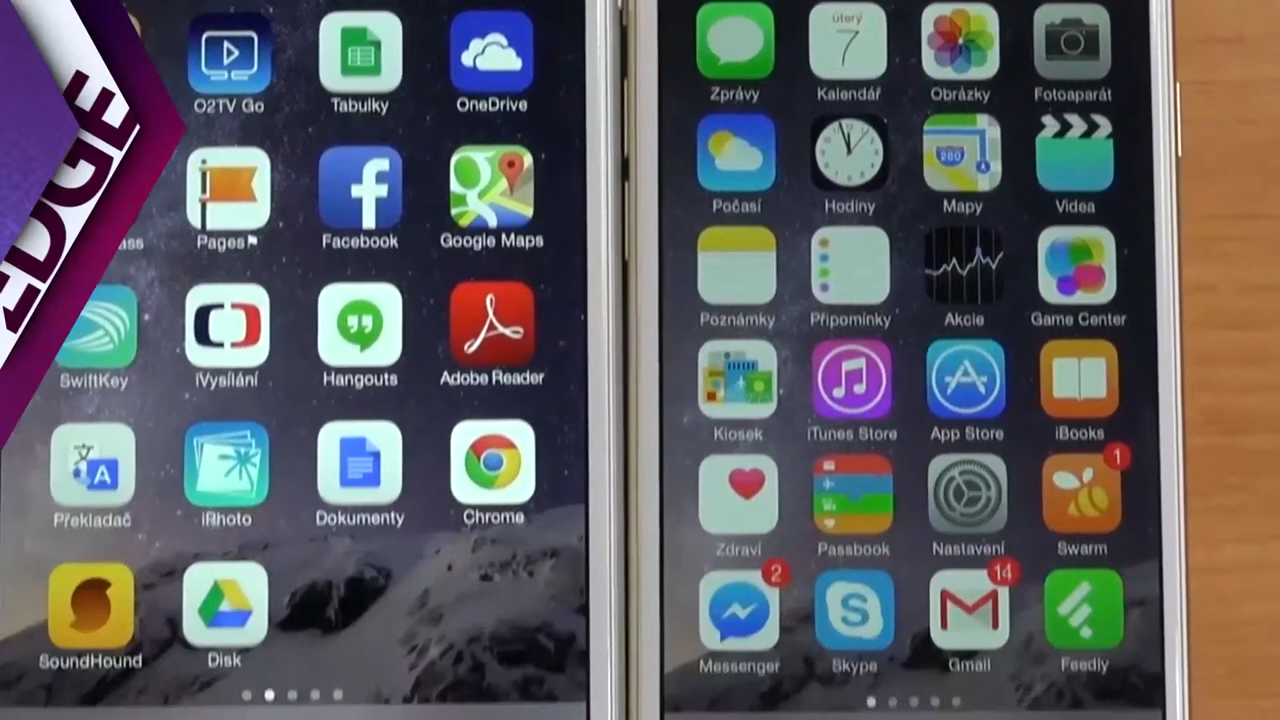 EDGE
O2TV Go
Tabulky
OneDrive
ass
Pages
Facebook
Google Maps
SwiftKey
iVysílání
Hangouts
Adobe Reader
Překladač
iPhoto
Dokumenty
Chrome
SoundHound
Disk
úterý
7
Zprávy
Kalendář
Obrázky
Fotoaparát
280
Počasí
Hodiny
Mapy
Videa
Poznámky
Připomínky
Akcie
Game Center
Kiosek
iTunes Store
App Store
iBooks
1
Zdraví
Passbook
Nastavení
Swarm
2
14
Messenger
Skype
Gmail
Feedly